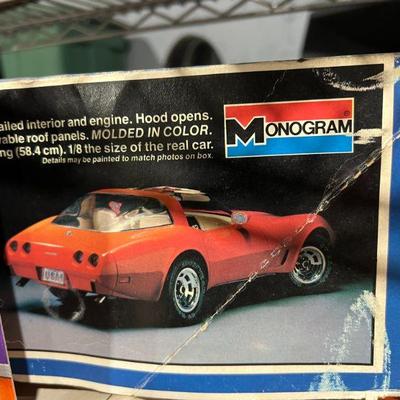 ailed interior and engine. Hood opens.
vable roof panels. MOLDED IN COLOR.
ng (58.4 cm). 1/8 the size of the real car.
Details may be painted to match photos on box.
MONOGRAM